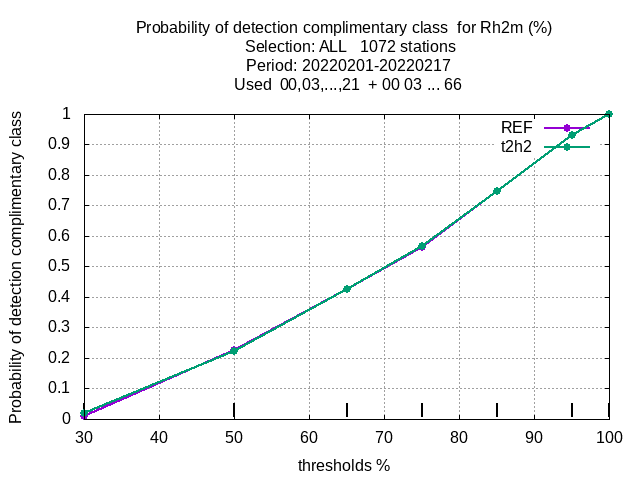 Probability of detection complimentary class  for Rh2m (%)
Selection: ALL   1072 stations
Period: 20220201-20220217
Used  00,03,...,21  + 00 03 ... 66
Probability of detection complimentary class
1
0.9
0.8
0.7
0.6
0.5
0.4
0.3
0.2
0.1
0
REF
t2h2
30 40 50 60 70 80 90 100
thresholds %